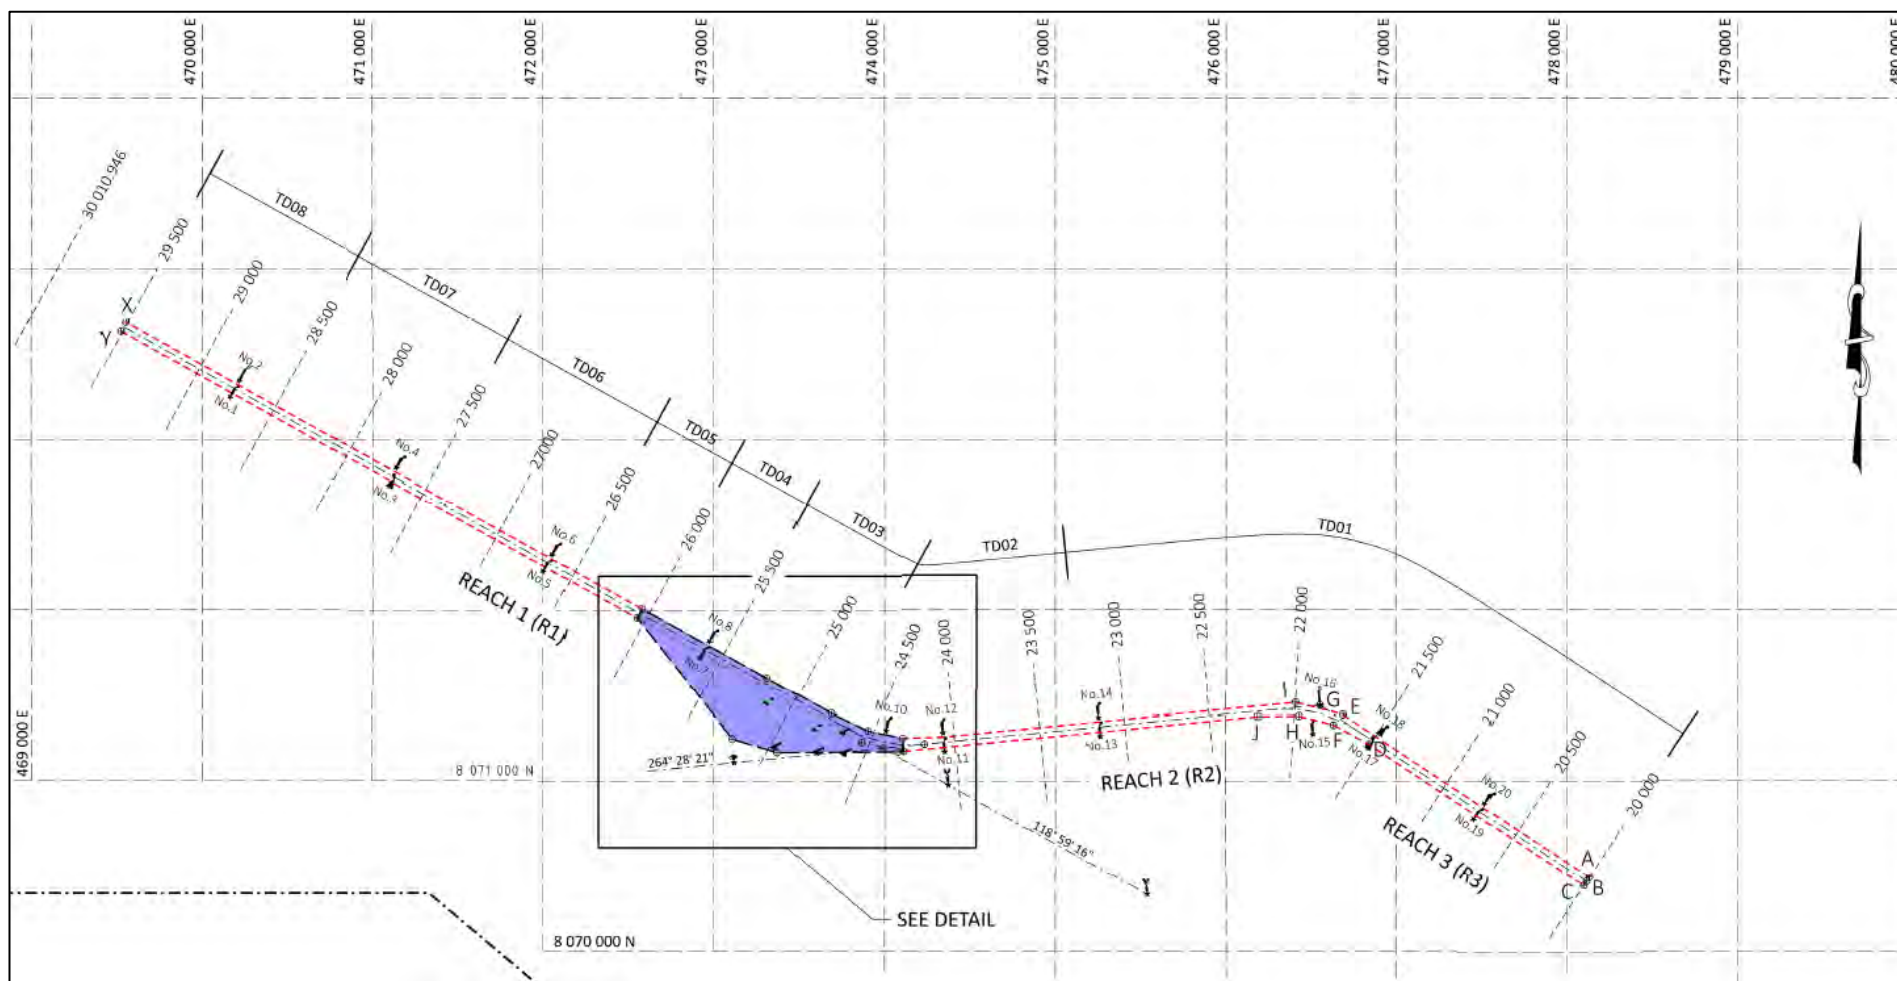 470 000 E
471 000 E
472 000 E
473 000 E
474 000 E
475 000 E
476 000 E
477 000 E
478 000 E
479 000 E
30 010.946
29 500
29 000
28 500
28 000
27 500
27000
26 500
26 000
25 500
25 000
24 500
24 000
23 500
23 000
22 500
22 000
21 500
21 000
20 500
20 000
TD08
TD07
TD06
TD05
TD04
TD03
TD02
TD01
X
Y
No.2
No.1
No.4
No.3
No.6
No.5
REACH 1 (R1)
No.8
No.7
No.10
No.12
No.11
No.14
No.13
REACH 2 (R2)
I
J
H
No.16
G
E
No.15
F
No.18
D
No.17
No.20
No.19
REACH 3 (R3)
A
B
C
264° 28' 21"
118° 59' 16"
469 000 E
8 071 000 N
SEE DETAIL
8 070 000 N